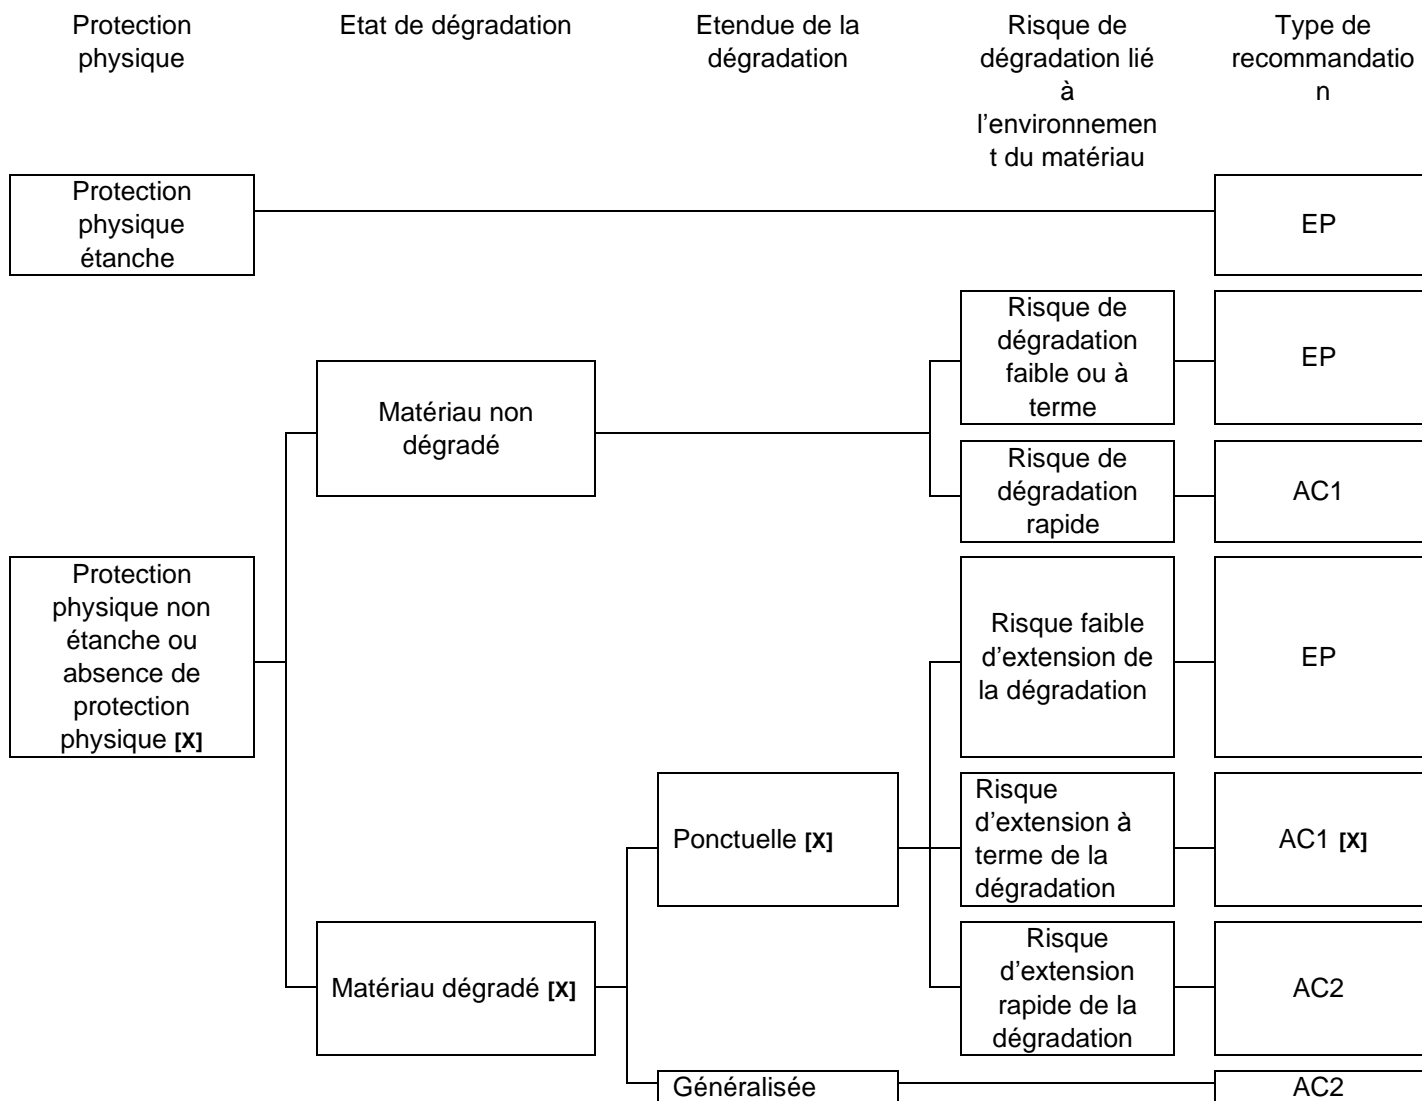 Protection
physique
Etat de dégradation
Etendue de la
dégradation
Risque de
dégradation lié
à
l'environnemen
t du matériau
Type de
recommandatio
n
Protection
physique
étanche
EP
Risque de
dégradation
faible ou à
terme
EP
Matériau non
dégradé
Risque de
dégradation
rapide
AC1
Protection
physique non
étanche ou
absence de
protection
physique [X]
Risque faible
d'extension de
la dégradation
EP
Ponctuelle [X]
Risque
d'extension à
terme de la
dégradation
AC1 [X]
Matériau dégradé [X]
Risque
d'extension
rapide de la
dégradation
AC2
Généralisée
AC2